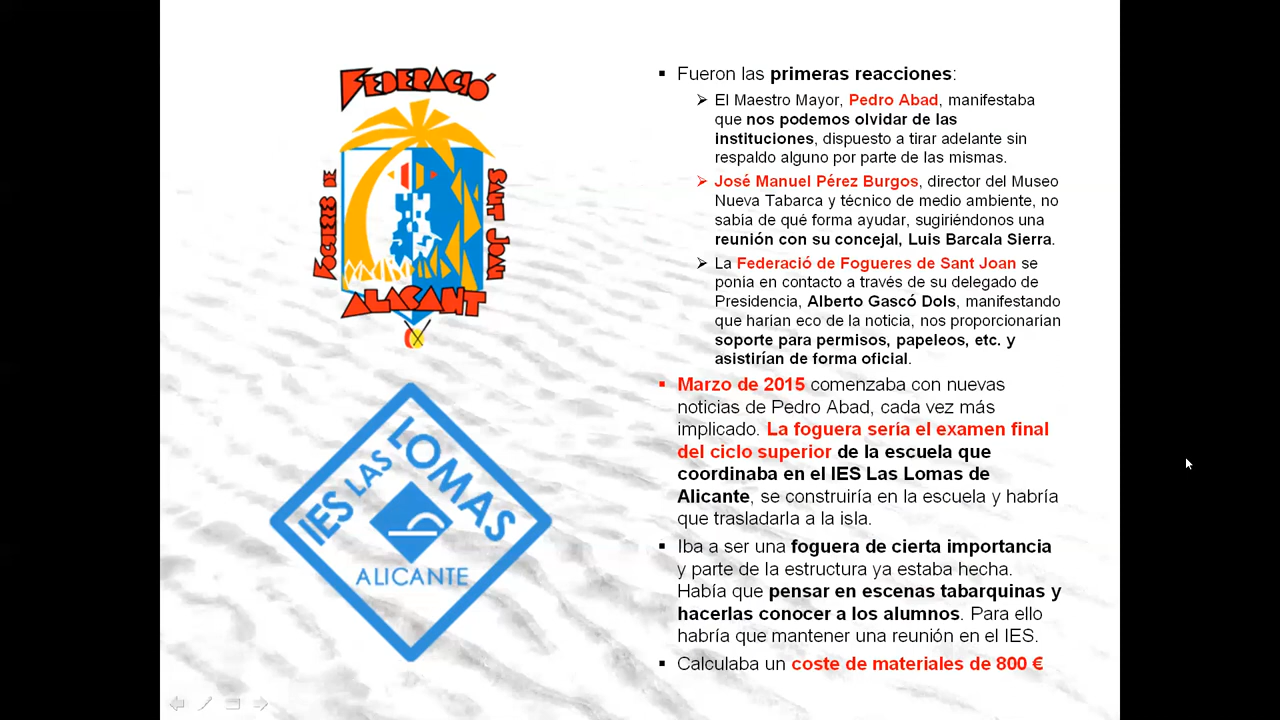 FEDERACIÓ
FOGUERES DE
SANT JOAN
ALACANT
IES LAS LOMAS
ALICANTE
▪ Fueron las primeras reacciones:
➢ El Maestro Mayor, Pedro Abad, manifestaba
que nos podemos olvidar de las
instituciones, dispuesto a tirar adelante sin
respaldo alguno por parte de las mismas.
➢ José Manuel Pérez Burgos, director del Museo
Nueva Tabarca y técnico de medio ambiente, no
sabía de qué forma ayudar, sugiriéndonos una
reunión con su concejal, Luis Barcala Sierra.
➢ La Federació de Fogueres de Sant Joan se
ponía en contacto a través de su delegado de
Presidencia, Alberto Gascó Dols, manifestando
que harían eco de la noticia, nos proporcionarían
soporte para permisos, papeleos, etc. y
asistirían de forma oficial.
▪ Marzo de 2015 comenzaba con nuevas
noticias de Pedro Abad, cada vez más
implicado. La foguera sería el examen final
del ciclo superior de la escuela que
coordinaba en el IES Las Lomas de
Alicante, se construiría en la escuela y habría
que trasladarla a la isla.
▪ Iba a ser una foguera de cierta importancia
y parte de la estructura ya estaba hecha.
Había que pensar en escenas tabarquinas y
hacerlas conocer a los alumnos. Para ello
habría que mantener una reunión en el IES.
▪ Calculaba un coste de materiales de 800 €